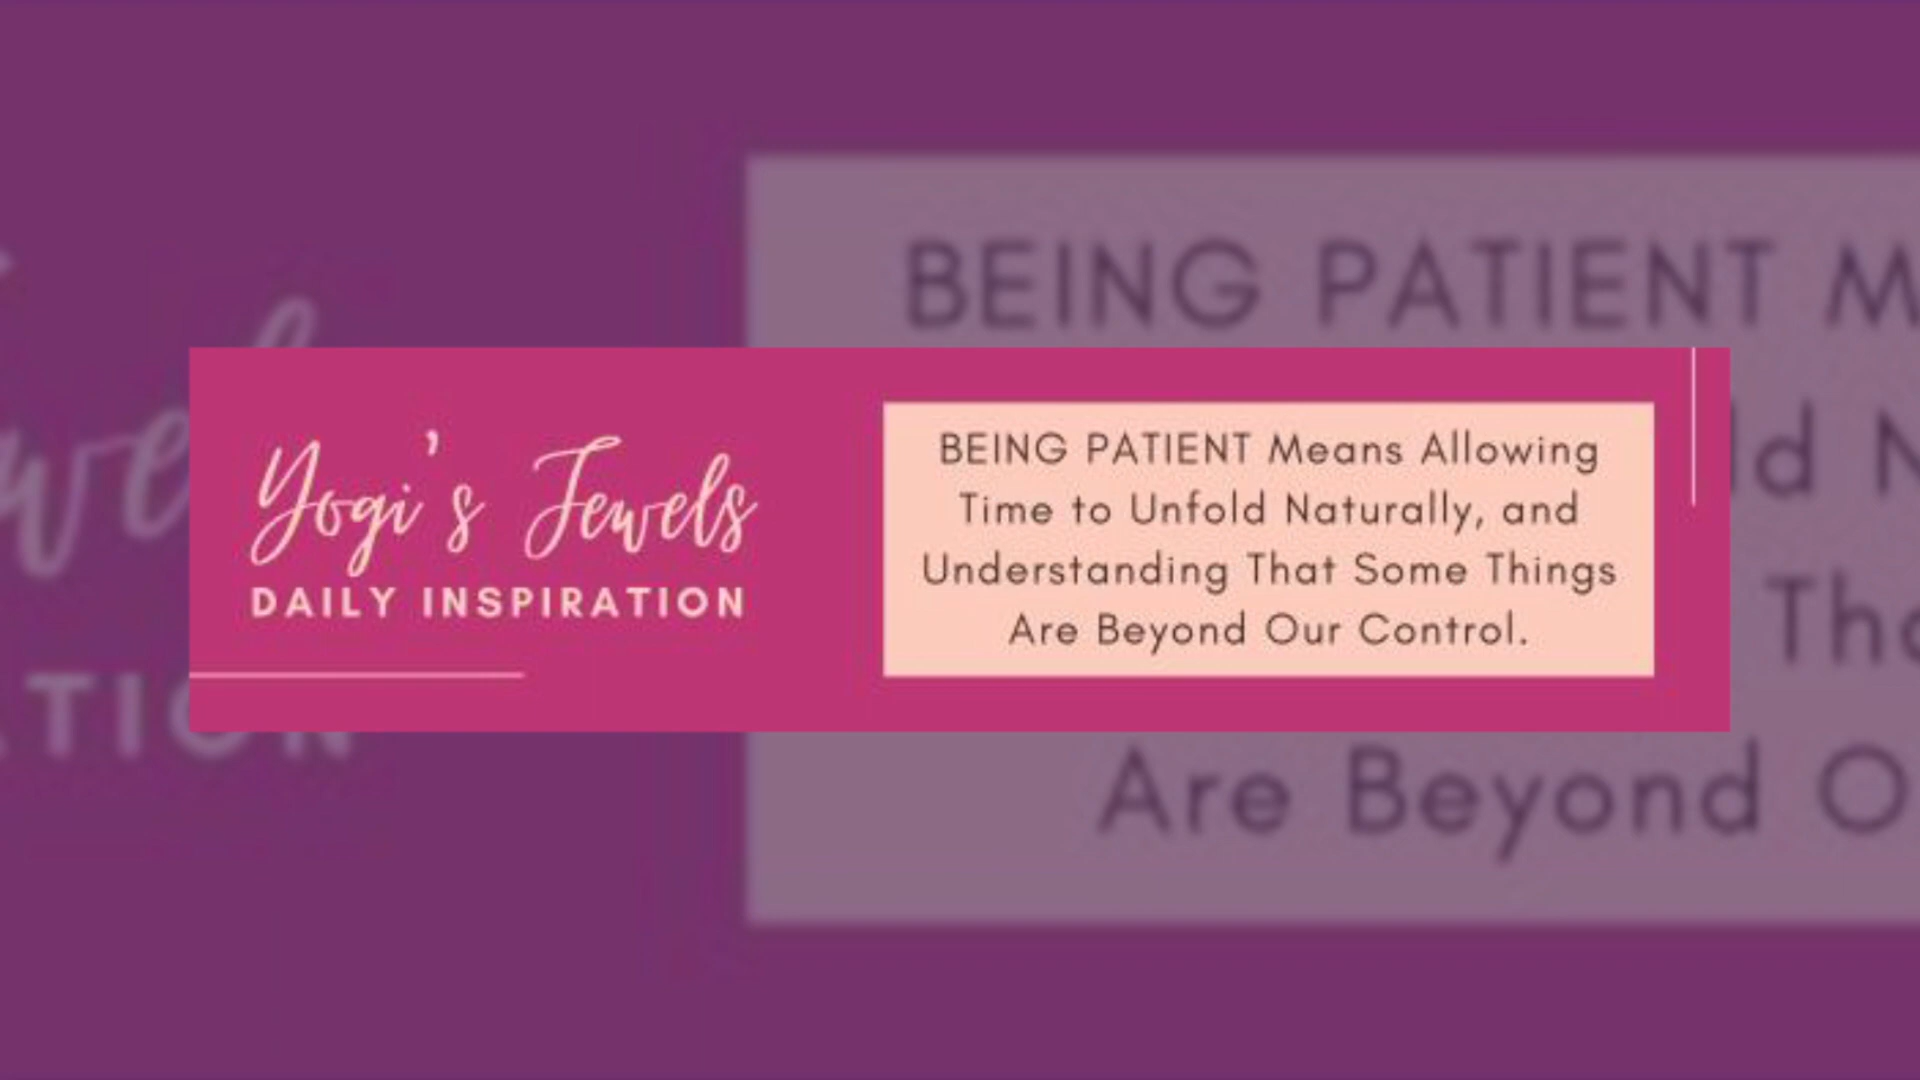 Yogi's Jewels
DAILY INSPIRATION
BEING PATIENT Means Allowing
Time to Unfold Naturally, and
Understanding That Some Things
Are Beyond Our Control.